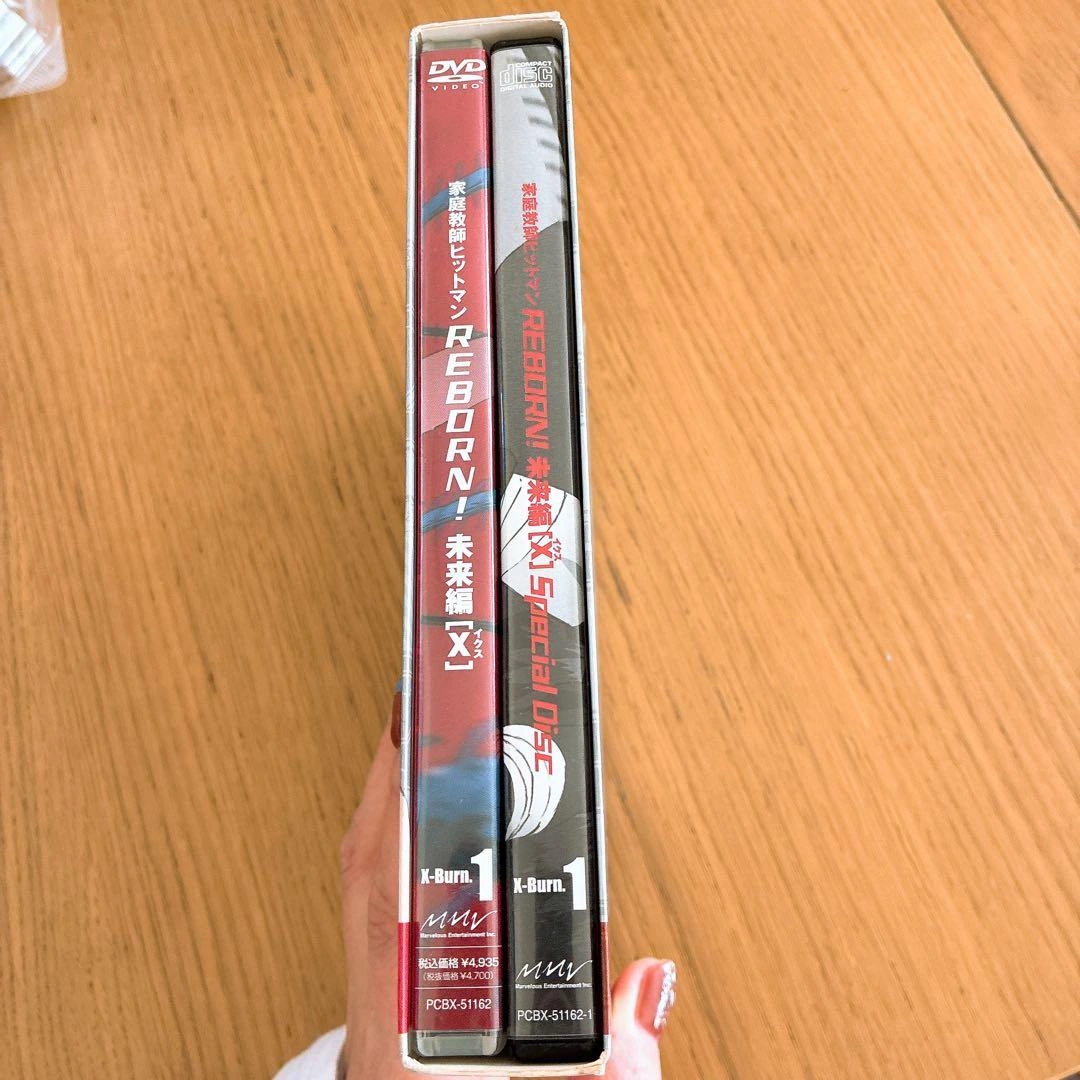 DVD
VIDEO
家庭教師ヒットマン REBORN! 未来編[X]
イクス
X-Burn.1
Marvelous Entertainment Inc.
税込価格 ¥4,935
(税抜価格 ¥4,700)
PCBX-51162
COMPACT
disc
DIGITAL AUDIO
家庭教師ヒットマン REBORN! 未来編[X] Special Disc
イクス
X-Burn.1
Marvelous Entertainment Inc.
PCBX-51162-1